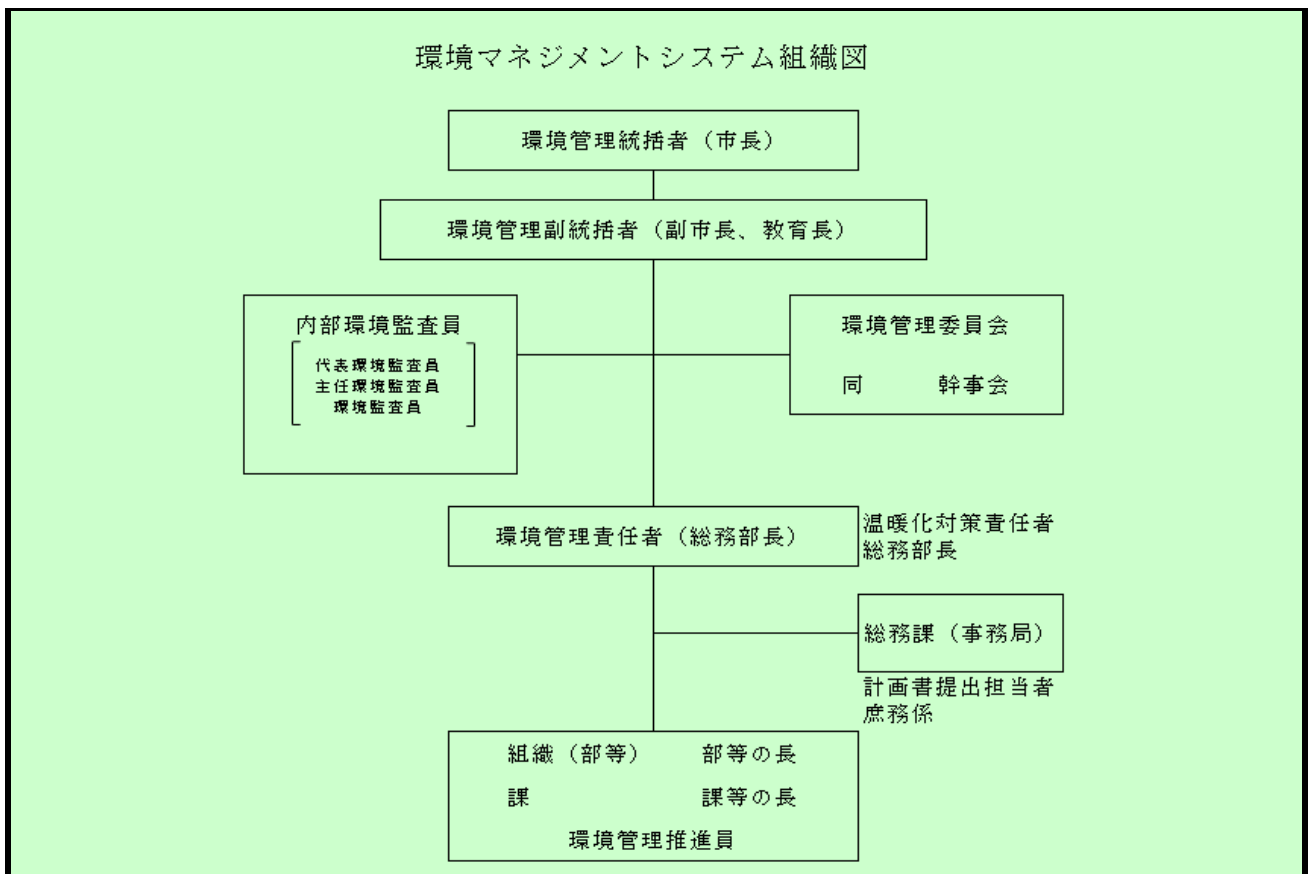 環境マネジメントシステム組織図
環境管理統括者（市長）
環境管理副統括者（副市長、教育長）
内部環境監査員
代表環境監査員
主任環境監査員
環境監査員
環境管理委員会
同　　　幹事会
環境管理責任者（総務部長）
温暖化対策責任者
総務部長
総務課（事務局）
計画書提出担当者
庶務係
組織（部等）　　部等の長
課　　　　　　　課等の長
環境管理推進員